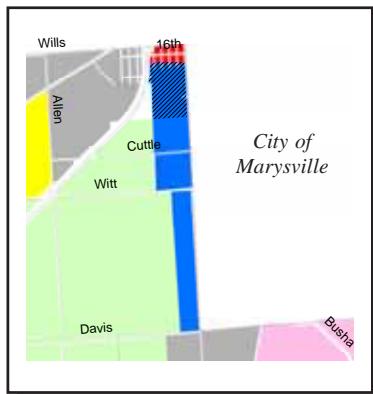 Wills
16th
Allen
Cuttle
City of
Marysville
Witt
Davis
Busha